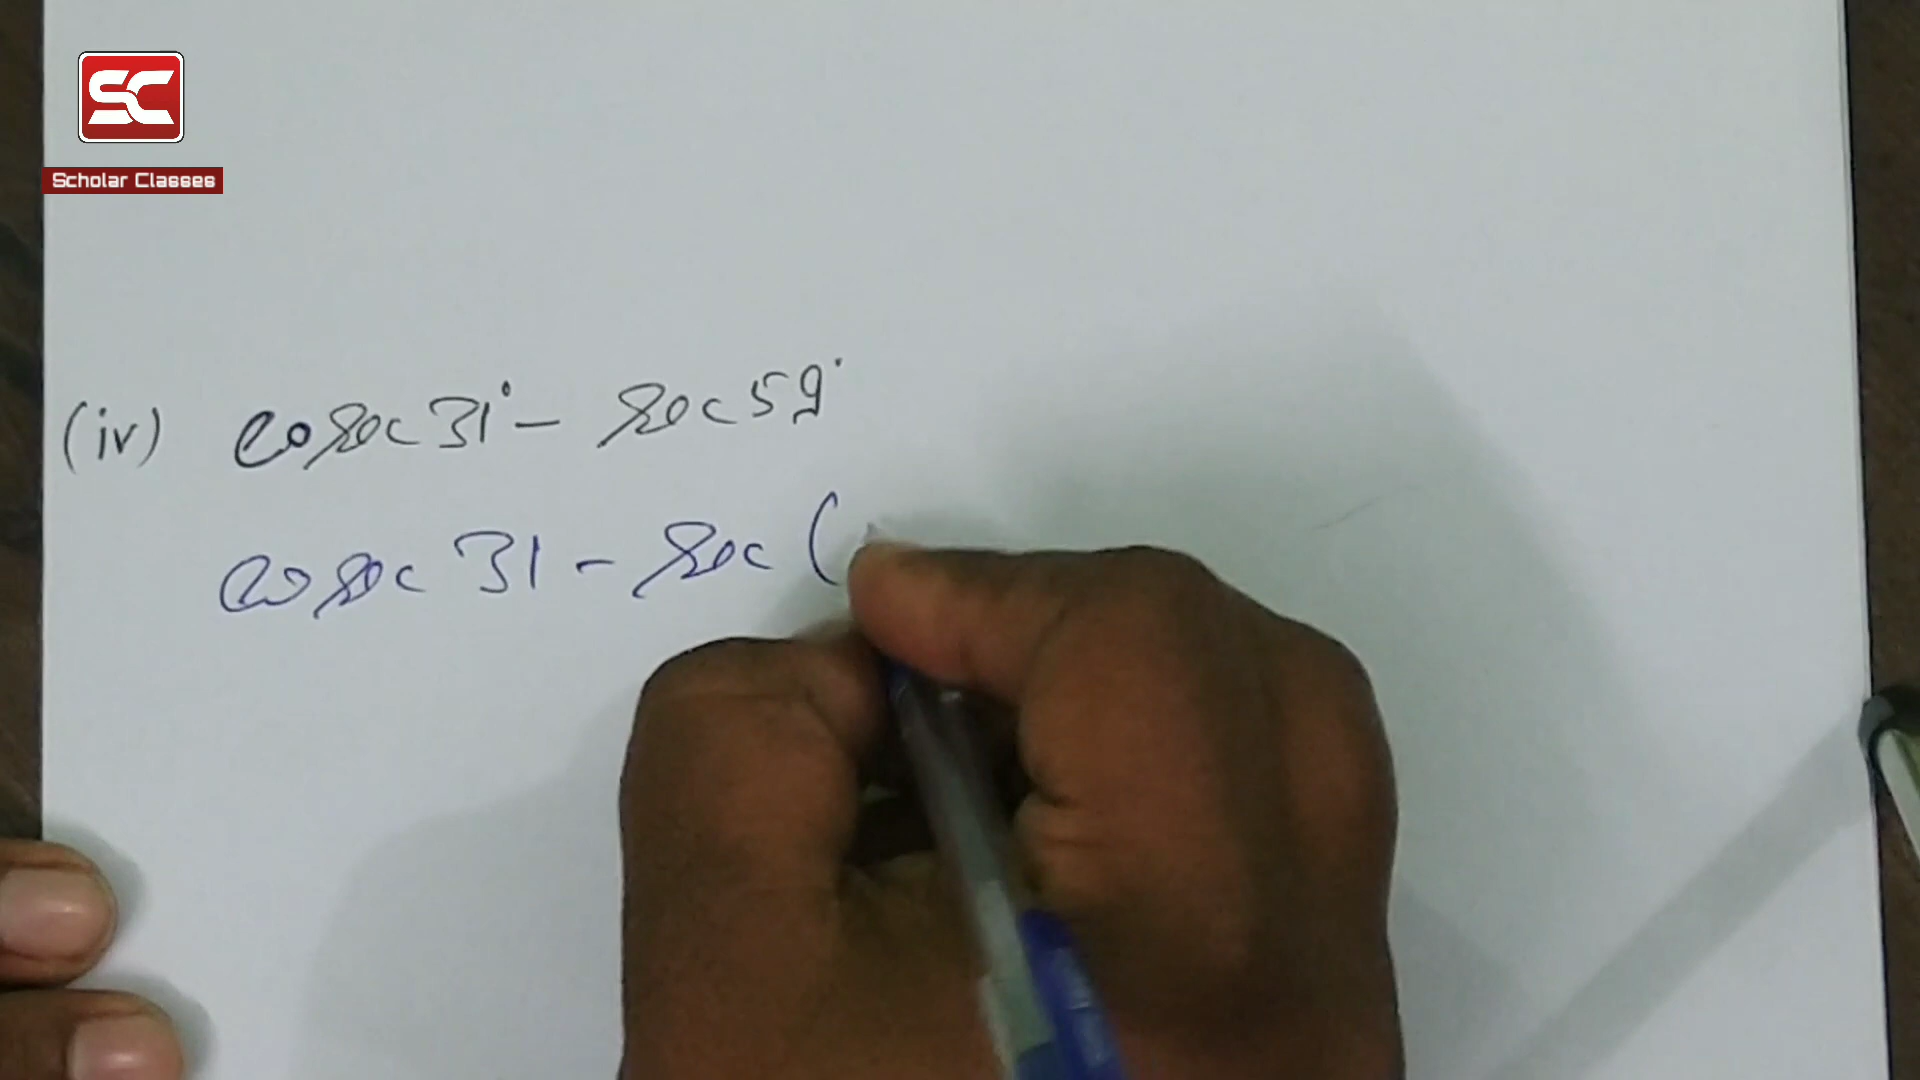 SC
Scholar Classes
(iv) cosec 31° - sec 59°
cosec 31 - sec (